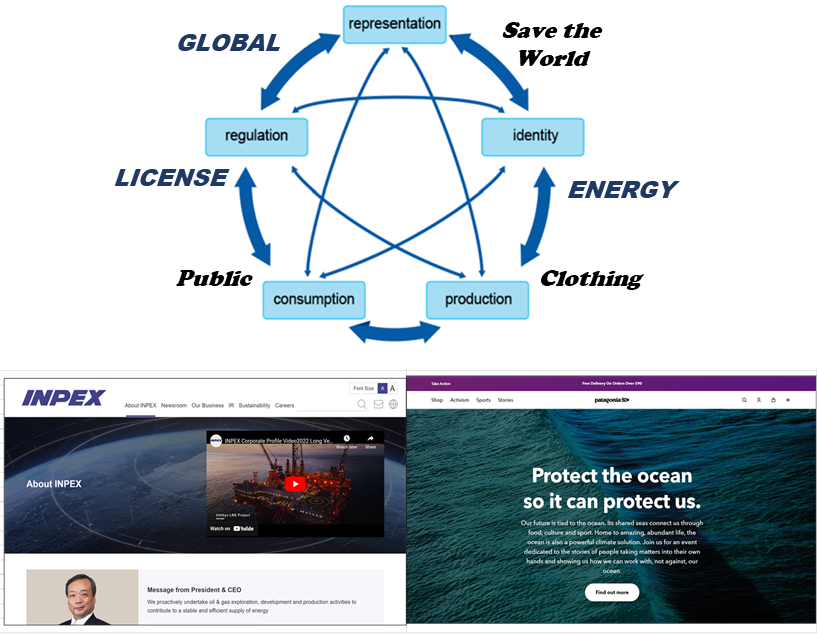 representation
GLOBAL
Save the
World
regulation
identity
LICENSE
ENERGY
Public
Clothing
consumption
production
INPEX
Font Size A A
About INPEX Newsroom Our Business IR Sustainability Careers
INPEX Corporate Profile Video2022 Long Ve...
Watch later Share
About INPEX
Ichthys LNG Project
Watch on YouTube
Message from President & CEO
We proactively undertake oil & gas exploration, development and production activities to
contribute to a stable and efficient supply of energy
Take Action
Free Delivery On Orders Over £90
Shop Activism Sports Stories
patagonia 50
Protect the ocean
so it can protect us.
Our future is tied to the ocean. Its shared seas connect us through
food, culture and sport. Home to amazing, abundant life, the
ocean is also a powerful climate solution. Join us for an event
dedicated to the stories of people taking matters into their own
hands and showing us how we can work with, not against, our
ocean.
Find out more